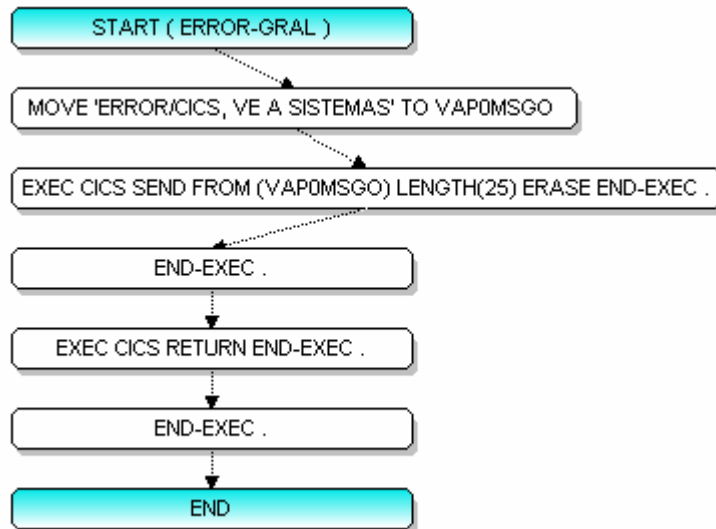 START ( ERROR-GRAL )
MOVE 'ERROR/CICS, VE A SISTEMAS' TO VAP0MSGO
EXEC CICS SEND FROM (VAP0MSGO) LENGTH(25) ERASE END-EXEC .
END-EXEC .
EXEC CICS RETURN END-EXEC .
END-EXEC .
END